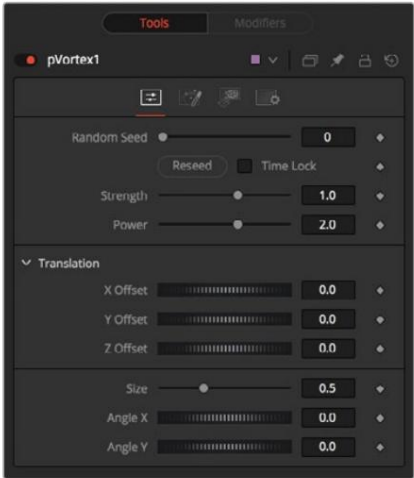 Tools Modifiers
pVortex1
Random Seed 0
Reseed Time Lock
Strength 1.0
Power 2.0
Translation
X Offset 0.0
Y Offset 0.0
Z Offset 0.0
Size 0.5
Angle X 0.0
Angle Y 0.0